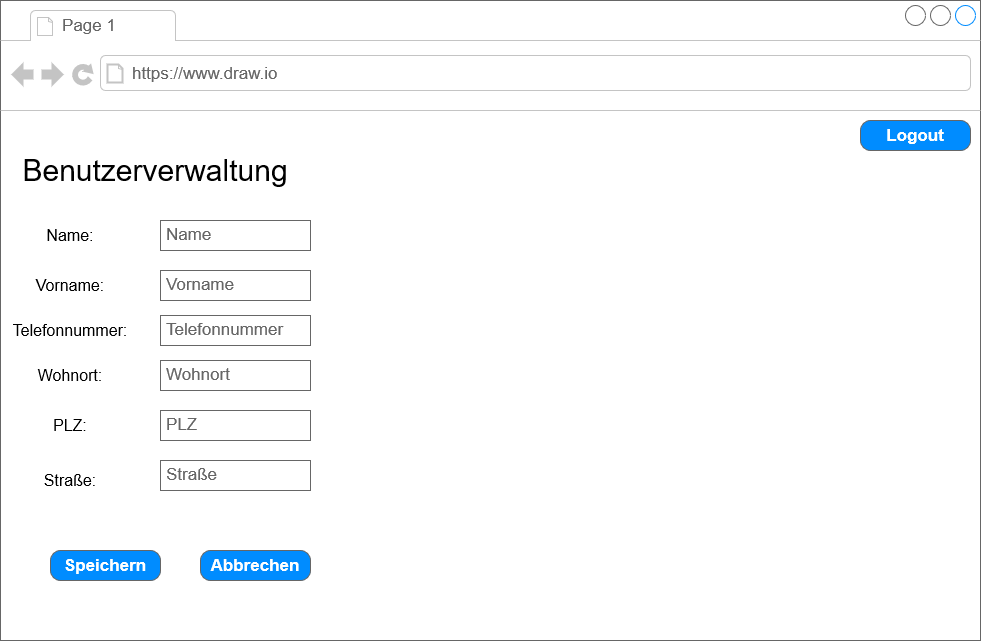 Page 1
https://www.draw.io
Logout
Benutzerverwaltung
Name: Name
Vorname: Vorname
Telefonnummer: Telefonnummer
Wohnort: Wohnort
PLZ: PLZ
Straße: Straße
Speichern Abbrechen